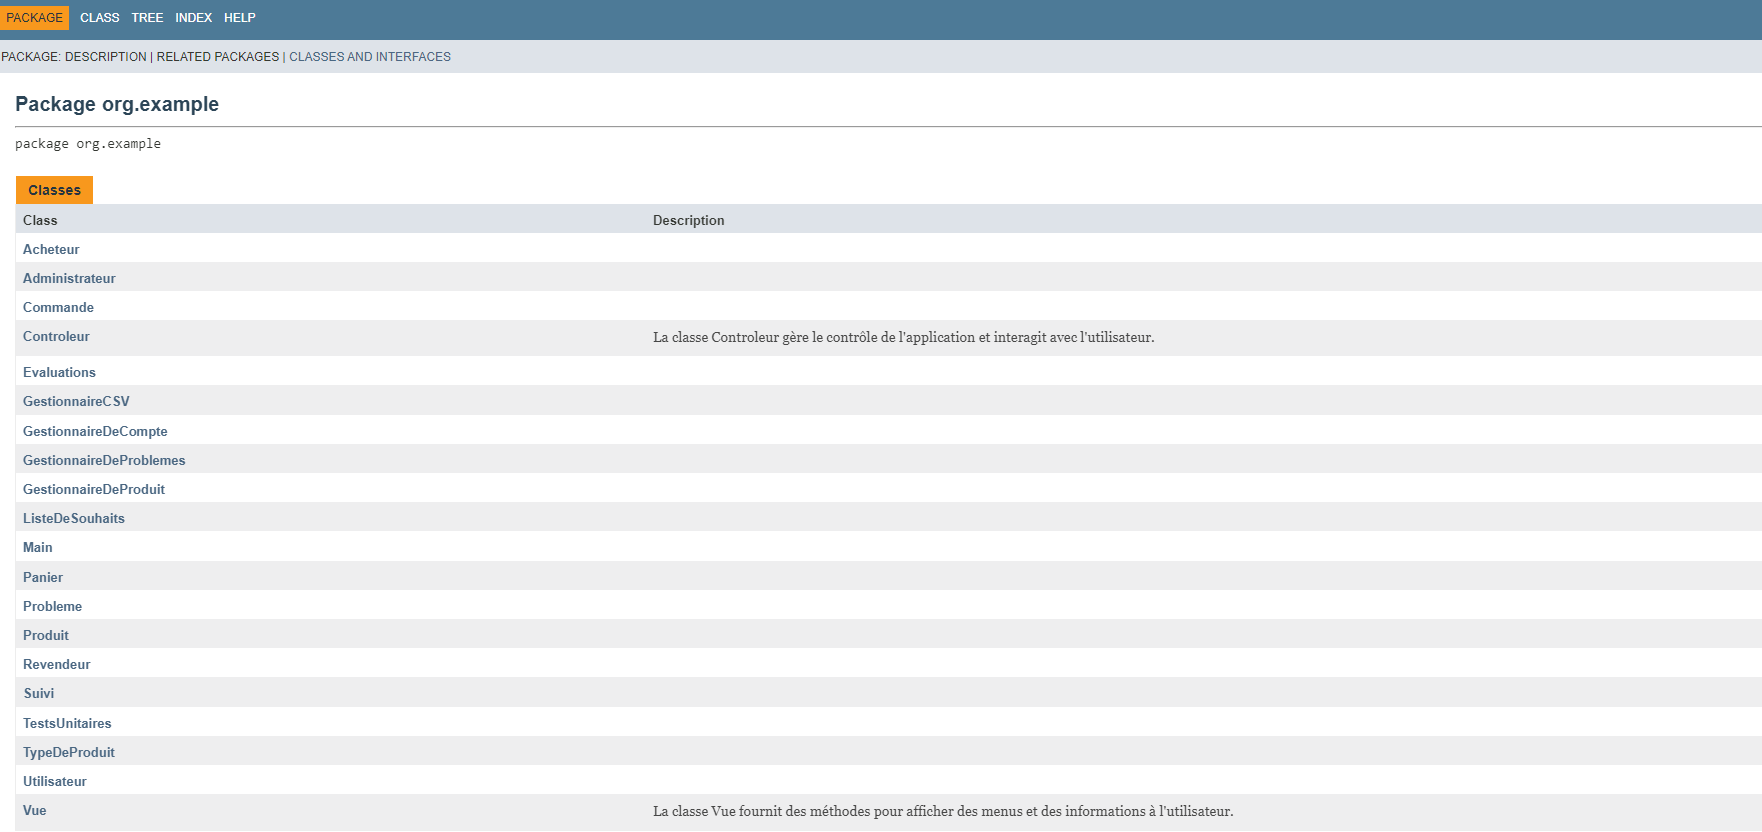 PACKAGE CLASS TREE INDEX HELP
PACKAGE: DESCRIPTION | RELATED PACKAGES | CLASSES AND INTERFACES
Package org.example
package org.example
Classes
Class Description
Acheteur
Administrateur
Commande
Controleur La classe Controleur gère le contrôle de l'application et interagit avec l'utilisateur.
Evaluations
GestionnaireCSV
GestionnaireDeCompte
GestionnaireDeProblemes
GestionnaireDeProduit
ListeDeSouhaits
Main
Panier
Probleme
Produit
Revendeur
Suivi
TestsUnitaires
TypeDeProduit
Utilisateur
Vue La classe Vue fournit des méthodes pour afficher des menus et des informations à l'utilisateur.